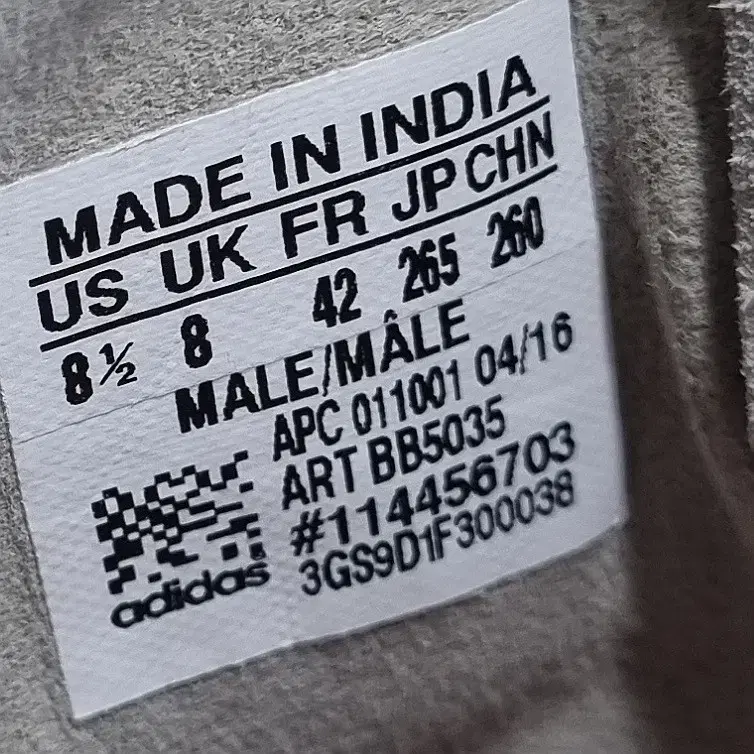 MADE IN INDIA
US UK FR JP CHN
8½ 8 42 265 260
MALE/MÂLE
APC 011001 04/16
ART BB5035
#114456703
3GS9D1F300038
adidas